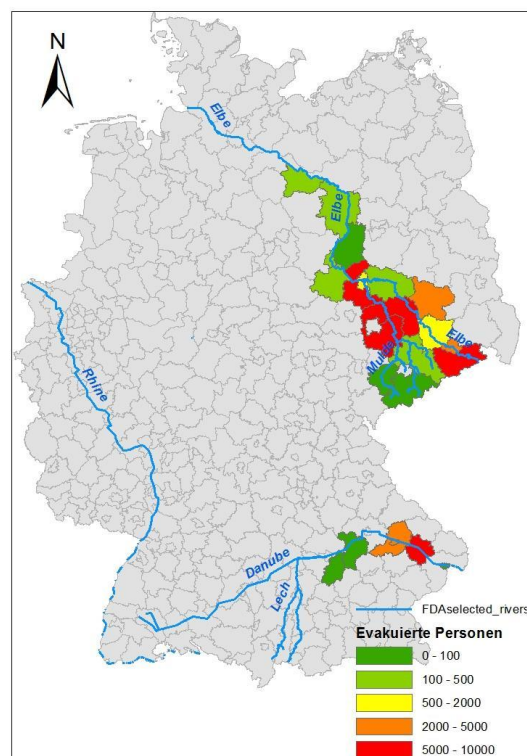 N
Elbe
Elbe
Elbe
Mulde
Rhine
Danube
Lech
FDAselected_rivers
Evakuierte Personen
0 - 100
100 - 500
500 - 2000
2000 - 5000
5000 - 10000